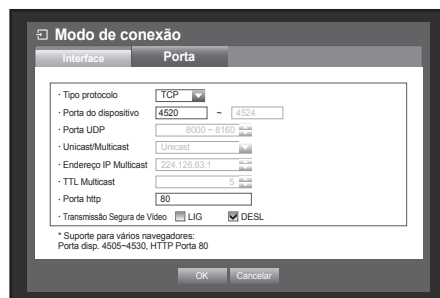 Modo de conexão
Interface Porta
· Tipo protocolo TCP
· Porta do dispositivo 4520 ~ 4524
· Porta UDP 8000 ~ 8160
· Unicast/Multicast Unicast
· Endereço IP Multicast 224.126.63.1
· TTL Multicast 5
· Porta http 80
· Transmissão Segura de Vídeo LIG DESL
* Suporte para vários navegadores:
Porta disp. 4505~4530, HTTP Porta 80
OK Cancelar